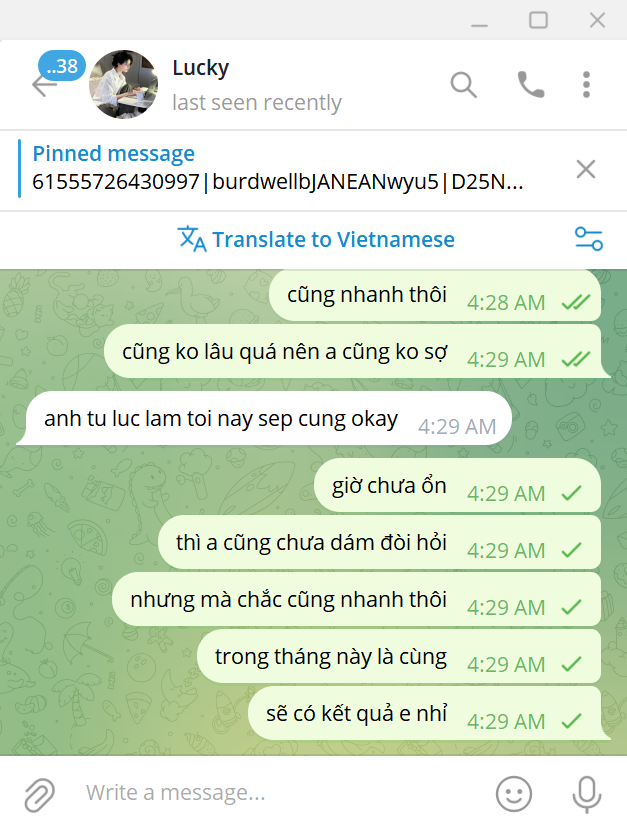 ..38
Lucky
last seen recently
Pinned message
61555726430997|burdwellbJANEANwyu5|D25N...
Translate to Vietnamese
cũng nhanh thôi 4:28 AM
cũng ko lâu quá nên a cũng ko sợ 4:29 AM
anh tu luc lam toi nay sep cung okay 4:29 AM
giờ chưa ổn 4:29 AM
thì a cũng chưa dám đòi hỏi 4:29 AM
nhưng mà chắc cũng nhanh thôi 4:29 AM
trong tháng này là cùng 4:29 AM
sẽ có kết quả e nhỉ 4:29 AM
Write a message...